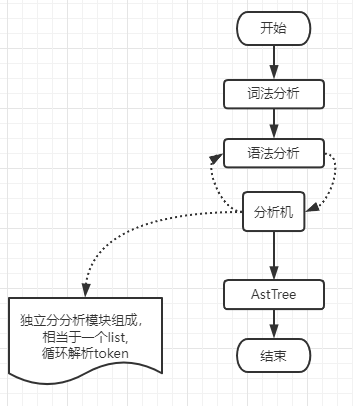 开始
词法分析
语法分析
分析机
独立分分析模块组成，
相当于一个list,
循环解析token
AstTree
结束